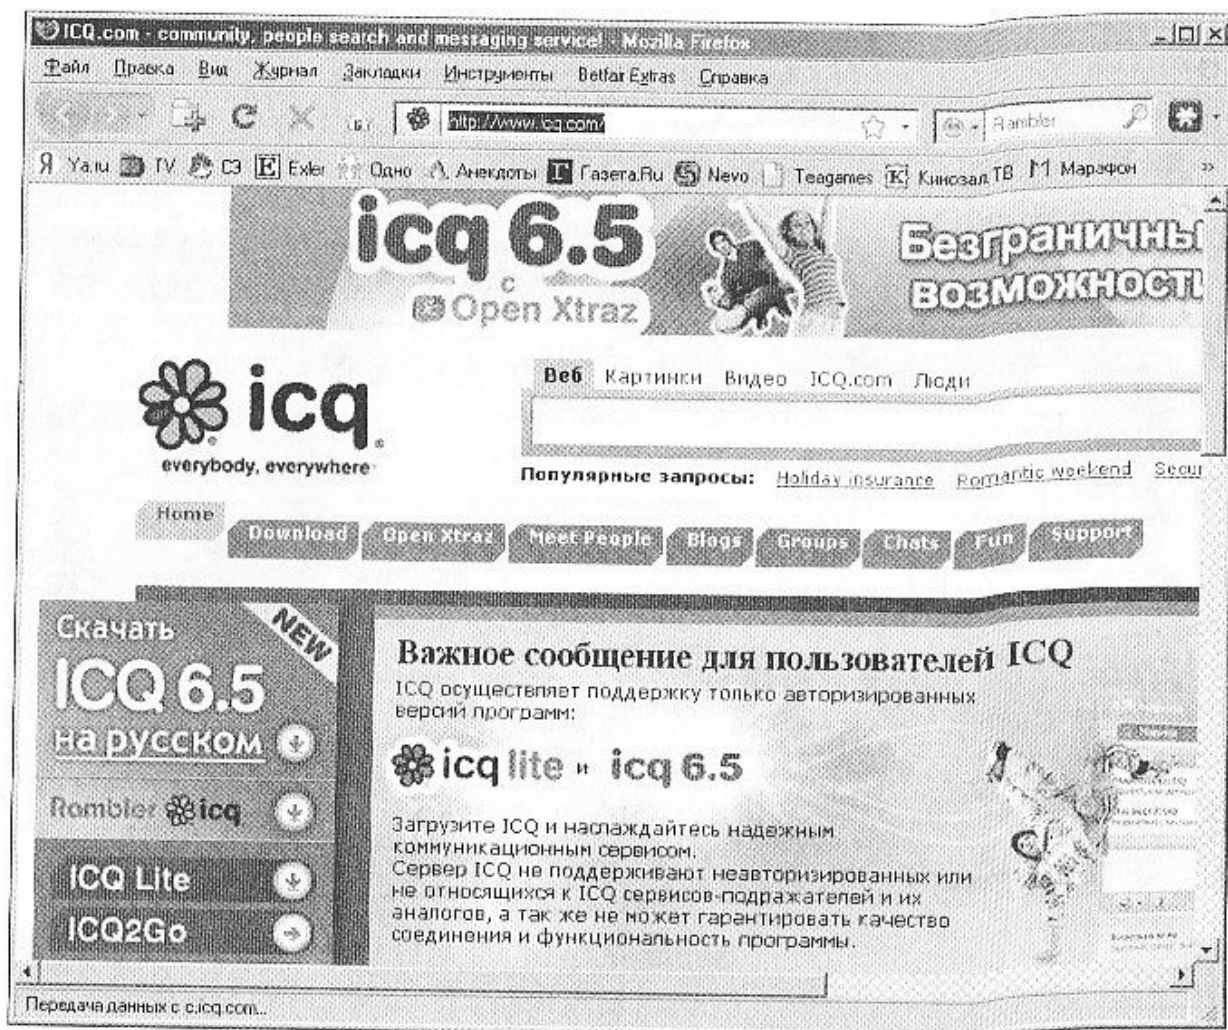 ICQ.com - community, people search and messaging service! - Mozilla Firefox
Файл Правка Вид Журнал Закладки Инструменты Betfair Extras Справка
http://www.icq.com/ Rambler
Я Ya.ru TV СЭ E Exler Одно Анекдоты Г Газета.Ru Nevo Teagames К Кинозал.ТВ М Марафон »
icq 6.5
с
Open Xtraz
Безграничны
возможности
icq
everybody, everywhere
Веб Картинки Видео ICQ.com Люди
Популярные запросы: Holiday insurance Romantic weekend Secur
Home Download Open Xtraz Meet People Blogs Groups Chats Fun Support
Скачать
NEW
ICQ 6.5
на русском
Rambler icq
ICQ Lite
ICQ2Go
Важное сообщение для пользователей ICQ
ICQ осуществляет поддержку только авторизированных
версий программ:
icq lite и icq 6.5
Загрузите ICQ и наслаждайтесь надежным
коммуникационным сервисом.
Сервер ICQ не поддерживают неавторизированных или
не относящихся к ICQ сервисов-подражателей и их
аналогов, а так же не может гарантировать качество
соединения и функциональность программы.
Передача данных с c.icq.com...